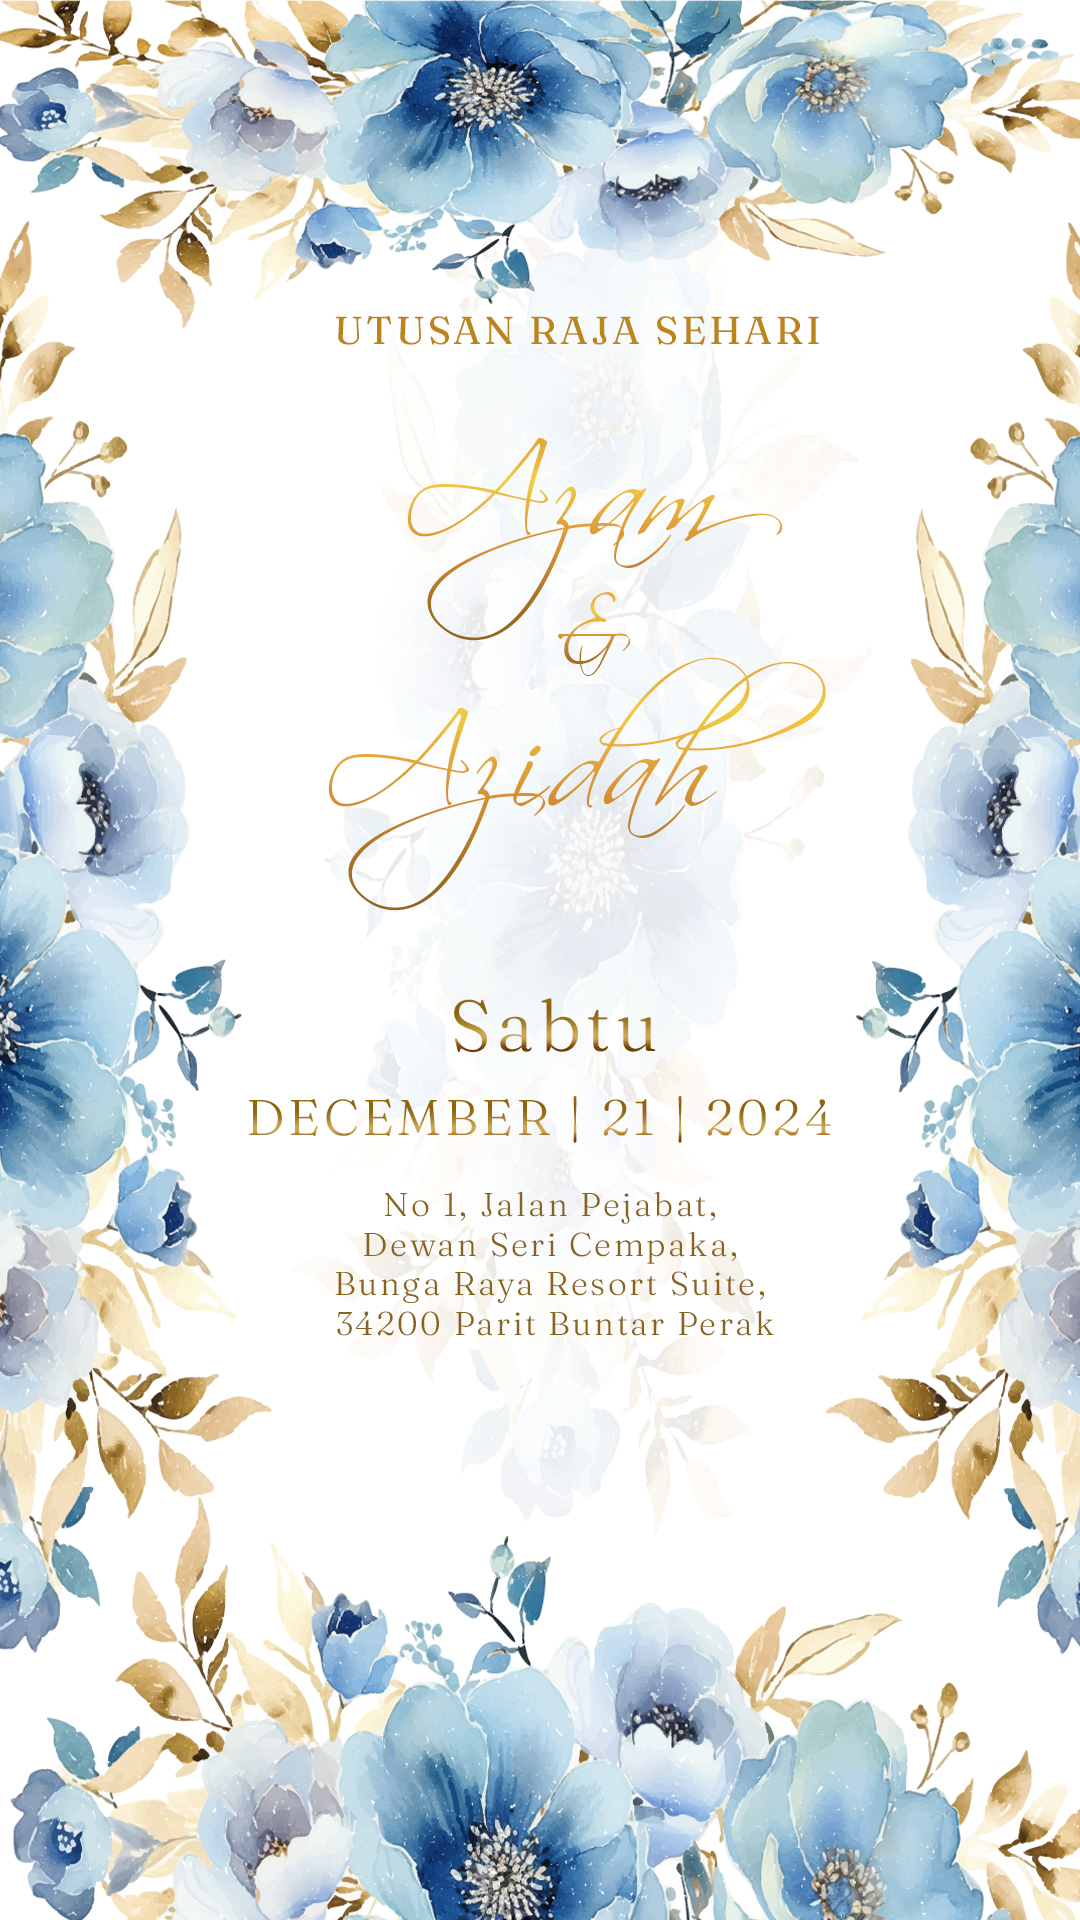 UTUSAN RAJA SEHARI
Azam
&
Azidah
Sabtu
DECEMBER | 21 | 2024
No 1, Jalan Pejabat,
Dewan Seri Cempaka,
Bunga Raya Resort Suite,
34200 Parit Buntar Perak